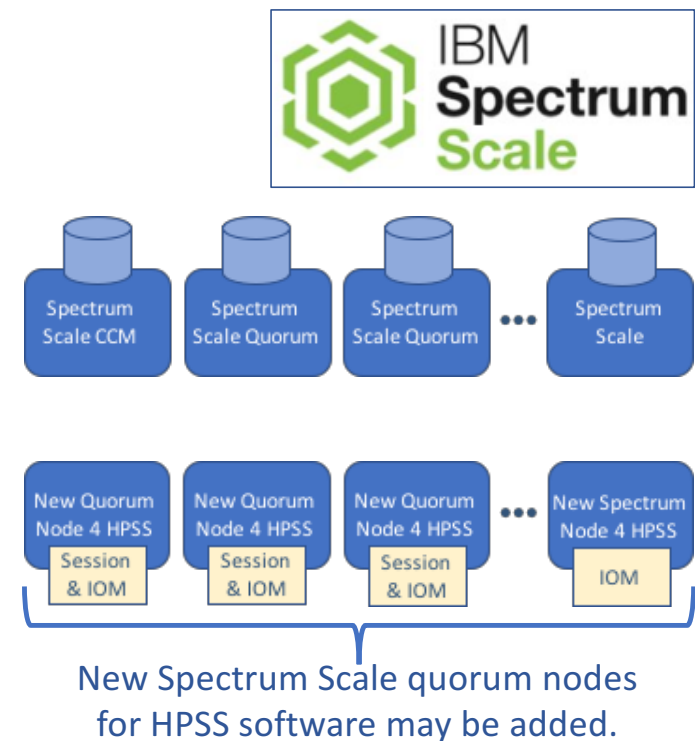 IBM
Spectrum
Scale
Spectrum
Scale CCM
Spectrum
Scale Quorum
Spectrum
Scale Quorum
•••
Spectrum
Scale
New Quorum
Node 4 HPSS
Session
& IOM
New Quorum
Node 4 HPSS
Session
& IOM
New Quorum
Node 4 HPSS
Session
& IOM
•••
New Spectrum
Node 4 HPSS
IOM
New Spectrum Scale quorum nodes
for HPSS software may be added.